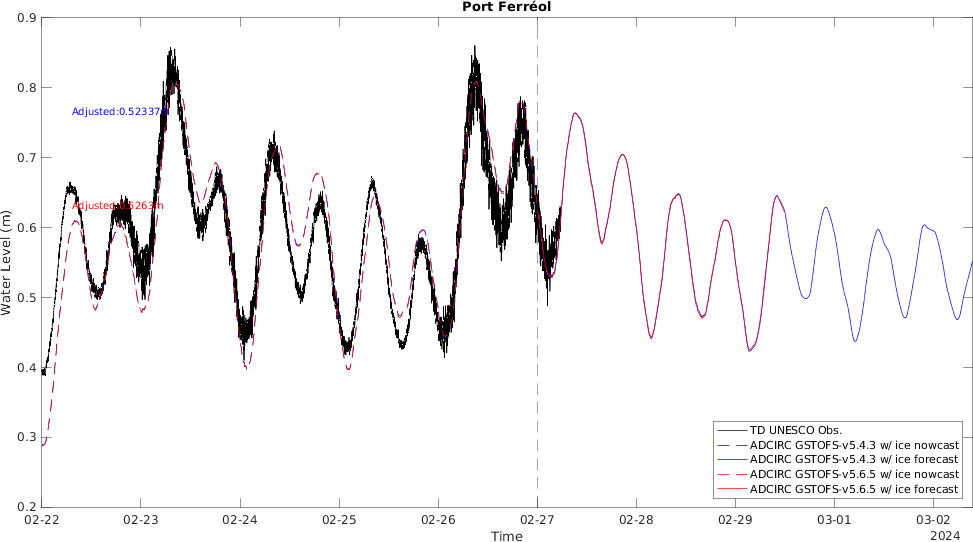 Port Ferréol
0.9
0.8
0.7
0.6
0.5
0.4
0.3
0.2
Water Level (m)
Adjusted:0.52337m
Adjusted:0.5263m
02-22
02-23
02-24
02-25
02-26
02-27
02-28
02-29
03-01
03-02
2024
Time
TD UNESCO Obs.
ADCIRC GSTOFS-v5.4.3 w/ ice nowcast
ADCIRC GSTOFS-v5.4.3 w/ ice forecast
ADCIRC GSTOFS-v5.6.5 w/ ice nowcast
ADCIRC GSTOFS-v5.6.5 w/ ice forecast